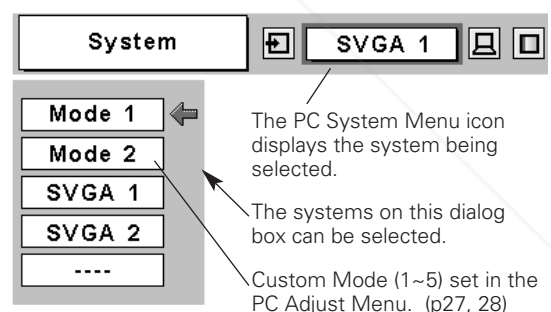 System
SVGA 1
Mode 1
Mode 2
SVGA 1
SVGA 2
----
The PC System Menu icon
displays the system being
selected.
The systems on this dialog
box can be selected.
Custom Mode (1~5) set in the
PC Adjust Menu. (p27, 28)